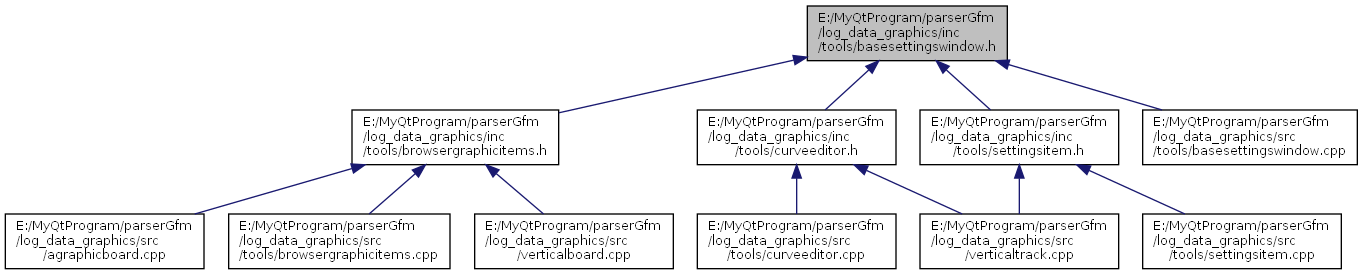 E:/MyQtProgram/parserGfm
/log_data_graphics/inc
/tools/basesettingswindow.h
E:/MyQtProgram/parserGfm
/log_data_graphics/inc
/tools/browsergraphicitems.h
E:/MyQtProgram/parserGfm
/log_data_graphics/inc
/tools/curveeditor.h
E:/MyQtProgram/parserGfm
/log_data_graphics/inc
/tools/settingsitem.h
E:/MyQtProgram/parserGfm
/log_data_graphics/src
/tools/basesettingswindow.cpp
E:/MyQtProgram/parserGfm
/log_data_graphics/src
/agraphicboard.cpp
E:/MyQtProgram/parserGfm
/log_data_graphics/src
/tools/browsergraphicitems.cpp
E:/MyQtProgram/parserGfm
/log_data_graphics/src
/verticalboard.cpp
E:/MyQtProgram/parserGfm
/log_data_graphics/src
/tools/curveeditor.cpp
E:/MyQtProgram/parserGfm
/log_data_graphics/src
/verticaltrack.cpp
E:/MyQtProgram/parserGfm
/log_data_graphics/src
/tools/settingsitem.cpp